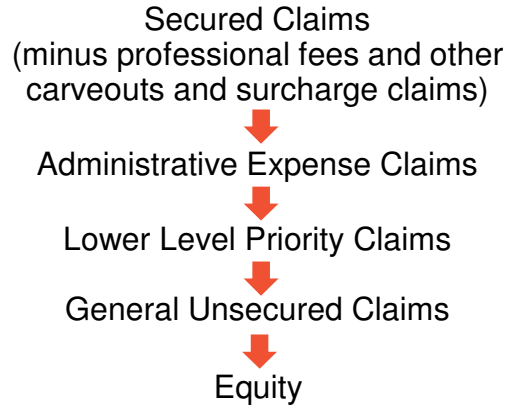 Secured Claims
(minus professional fees and other
carveouts and surcharge claims)
Administrative Expense Claims
Lower Level Priority Claims
General Unsecured Claims
Equity